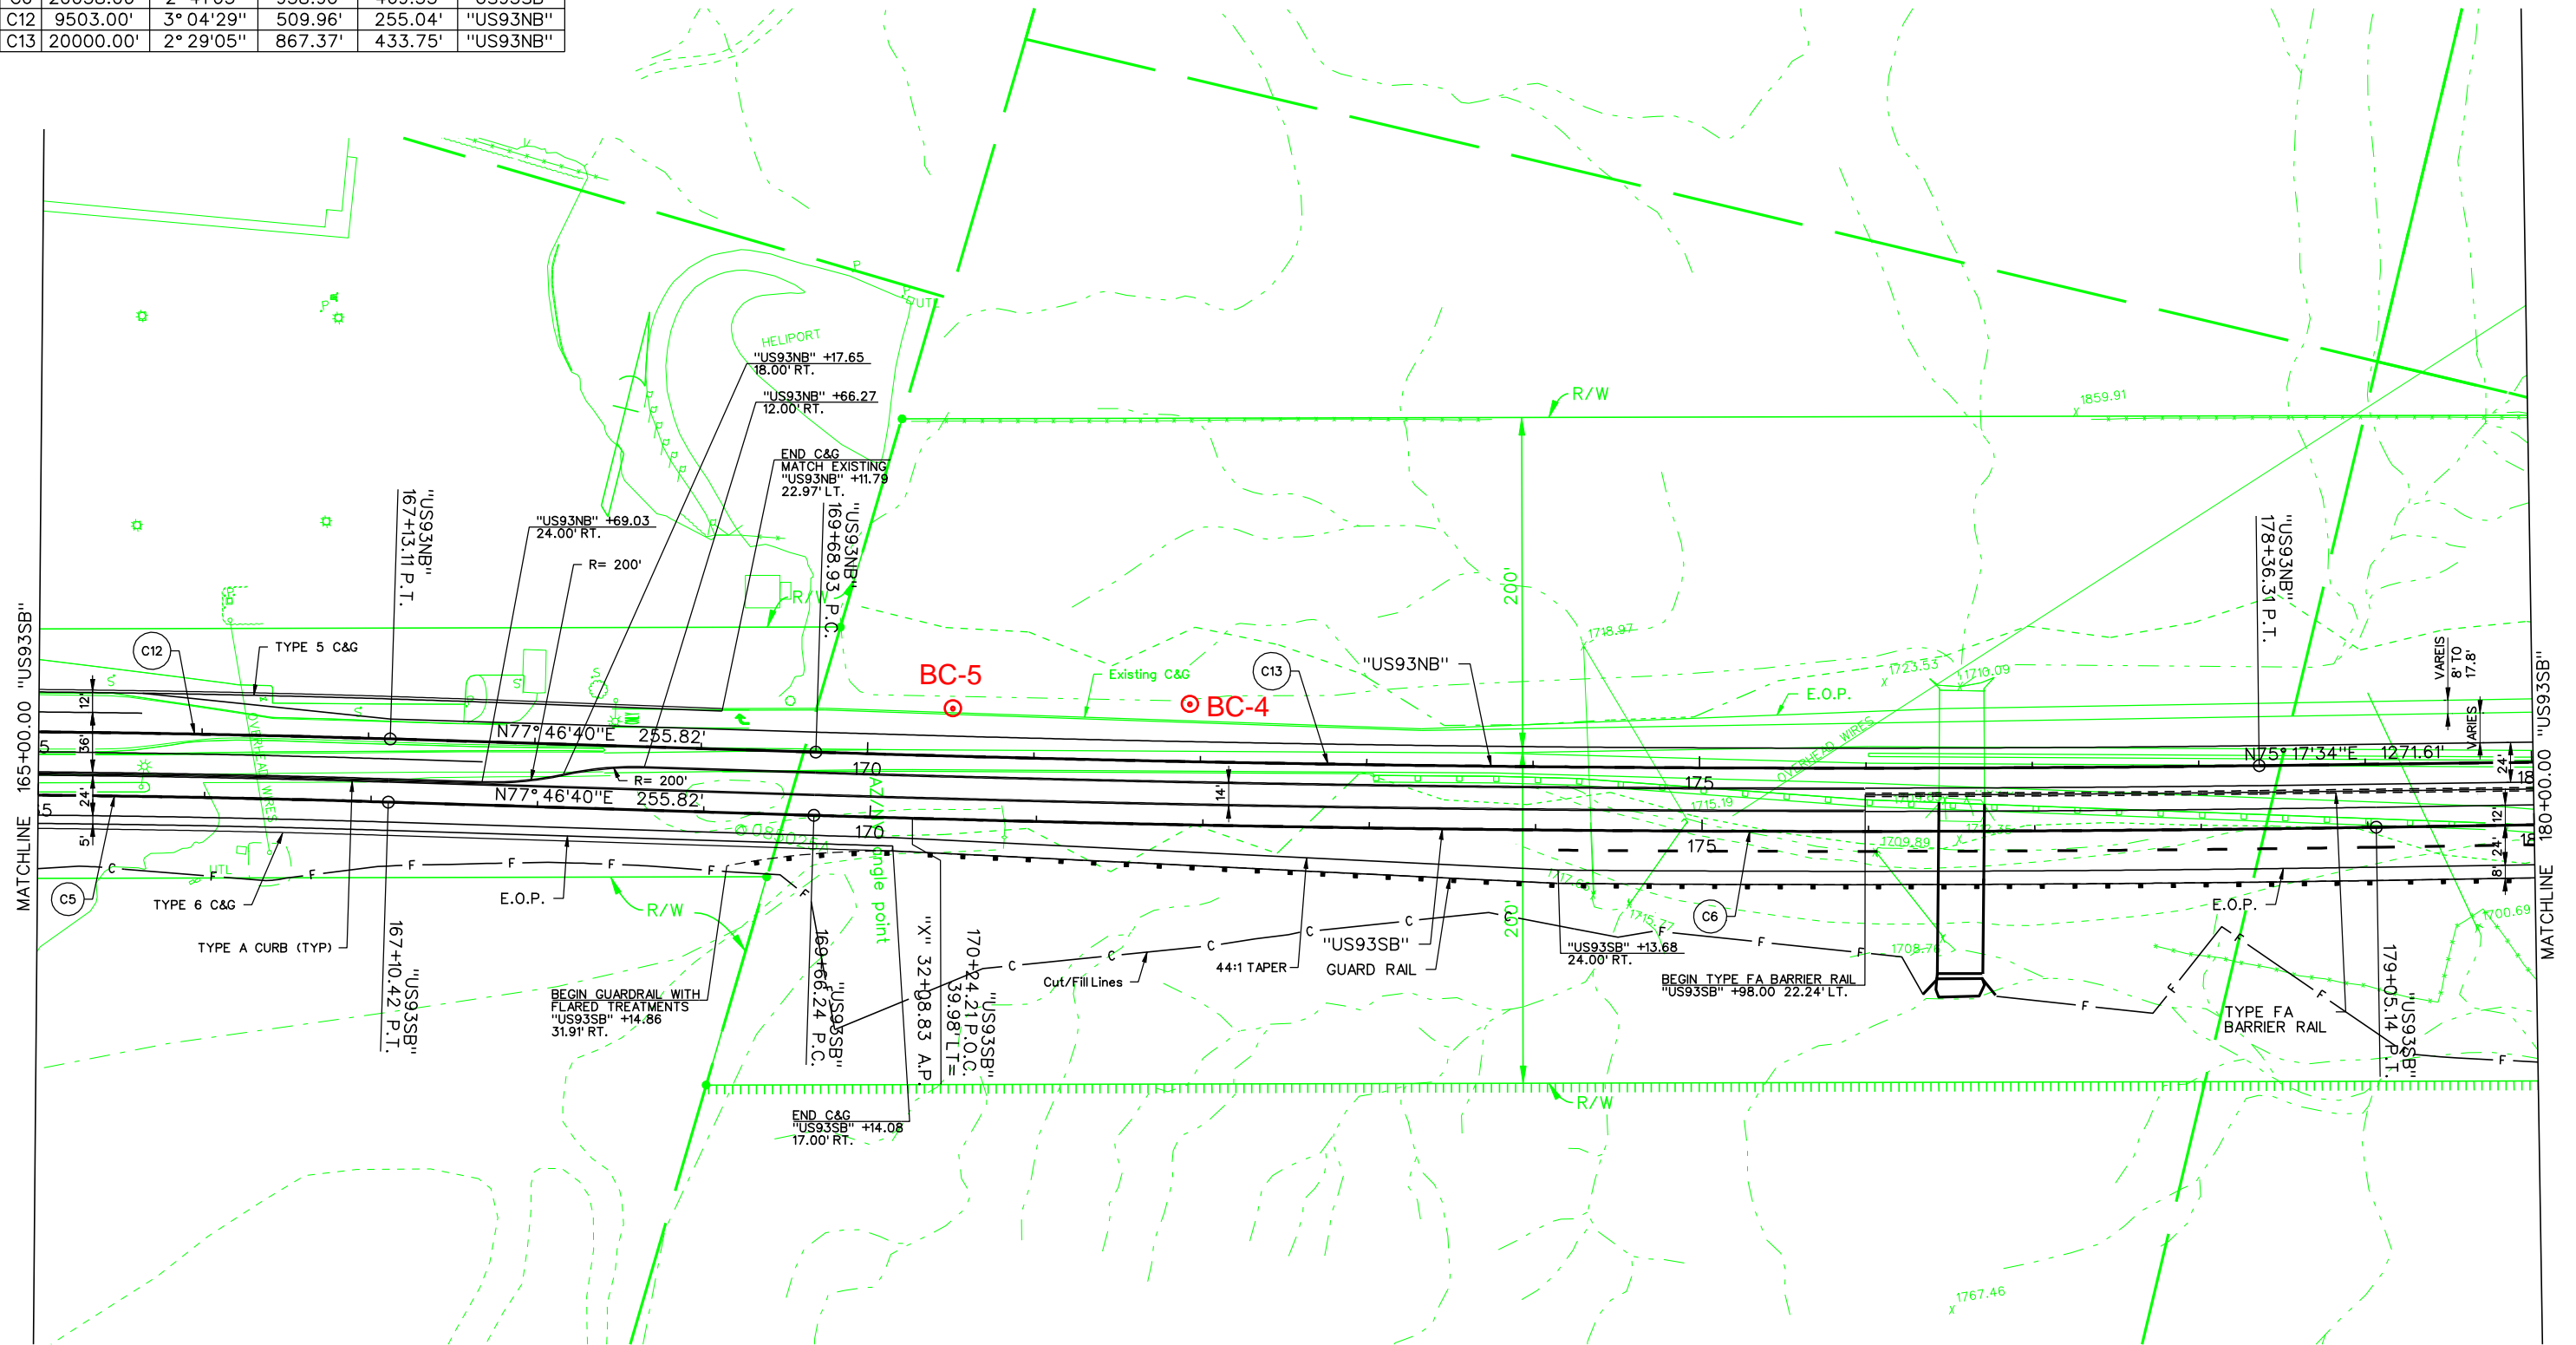 C12 9503.00' 3° 04'29" 509.96' 255.04' "US93NB"
C13 20000.00' 2° 29'05" 867.37' 433.75' "US93NB"
P
P
HELIPORT
"US93NB" +17.65
18.00' RT.
"US93NB" +66.27
12.00' RT.
R/W
1859.91
END C&G
MATCH EXISTING
"US93NB" +11.79
22.97' LT.
"US93NB"
167+13.11 P.T.
"US93NB" +69.03
24.00' RT.
R= 200'
"US93NB"
169+68.93 P.C.
"US93NB"
178+36.31 P.T.
200'
R/W
MATCHLINE 165+00.00 "US93SB"
C12
TYPE 5 C&G
1718.97
BC-5
BC-4
Existing C&G
C13
"US93NB"
1723.53
1710.09
E.O.P.
VAREIS
8' TO
17.8'
VARIES
MATCHLINE 180+00.00 "US93SB"
12'
36'
24'
5'
OVERHEAD WIRES
N77° 46'40"E 255.82'
170
175
OVERHEAD WIRES
N75° 17'34"E 1271.61'
24'
R= 200'
N77° 46'40"E 255.82'
14'
170
175
1715.19
1709.89
12'
24'
8'
C5
TYPE 6 C&G
TYPE A CURB (TYP)
E.O.P.
R/W
"US93SB"
167+10.42 P.T.
BEGIN GUARDRAIL WITH
FLARED TREATMENTS
"US93SB" +14.86
31.91' RT.
"US93SB"
169+66.24 P.C.
angle point
"US93SB"
170+24.21 P.O.C.
39.98' LT =
"X" 32+08.83 A.P.
END C&G
"US93SB" +14.08
17.00' RT.
Cut/Fill Lines
44:1 TAPER
"US93SB"
GUARD RAIL
200'
1715.77
"US93SB" +13.68
24.00' RT.
C6
BEGIN TYPE FA BARRIER RAIL
"US93SB" +98.00 22.24' LT.
E.O.P.
1700.69
TYPE FA
BARRIER RAIL
"US93SB"
179+05.14 P.T.
R/W
1767.46